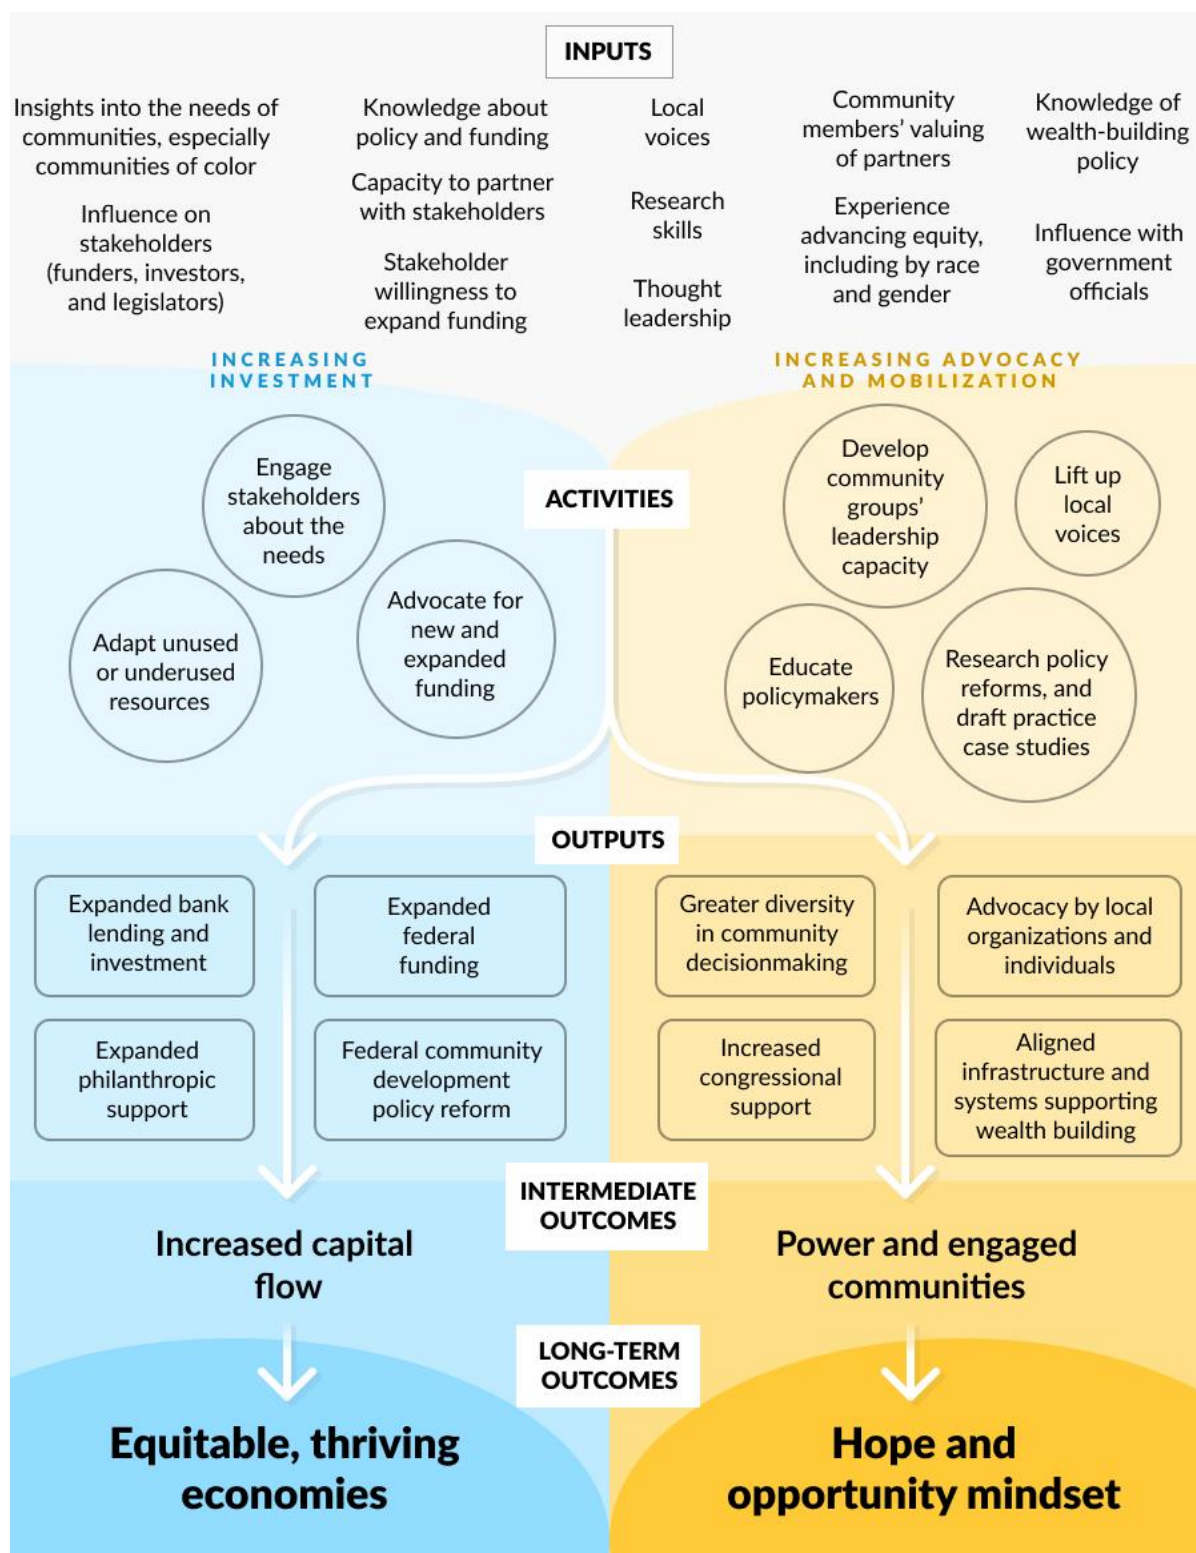 INPUTS
Insights into the needs of
communities, especially
communities of color
Influence on
stakeholders
(funders, investors,
and legislators)
Knowledge about
policy and funding
Capacity to partner
with stakeholders
Stakeholder
willingness to
expand funding
Local
voices
Research
skills
Thought
leadership
Community
members’ valuing
of partners
Experience
advancing equity,
including by race
and gender
Knowledge of
wealth-building
policy
Influence with
government
officials
INCREASING
INVESTMENT
INCREASING ADVOCACY
AND MOBILIZATION
ACTIVITIES
Engage
stakeholders
about the
needs
Adapt unused
or underused
resources
Advocate for
new and
expanded
funding
Develop
community
groups’
leadership
capacity
Lift up
local
voices
Educate
policymakers
Research policy
reforms, and
draft practice
case studies
OUTPUTS
Expanded bank
lending and
investment
Expanded
federal
funding
Expanded
philanthropic
support
Federal community
development
policy reform
Greater diversity
in community
decisionmaking
Advocacy by local
organizations and
individuals
Increased
congressional
support
Aligned
infrastructure and
systems supporting
wealth building
INTERMEDIATE
OUTCOMES
Increased capital
flow
Power and engaged
communities
LONG-TERM
OUTCOMES
Equitable, thriving
economies
Hope and
opportunity mindset